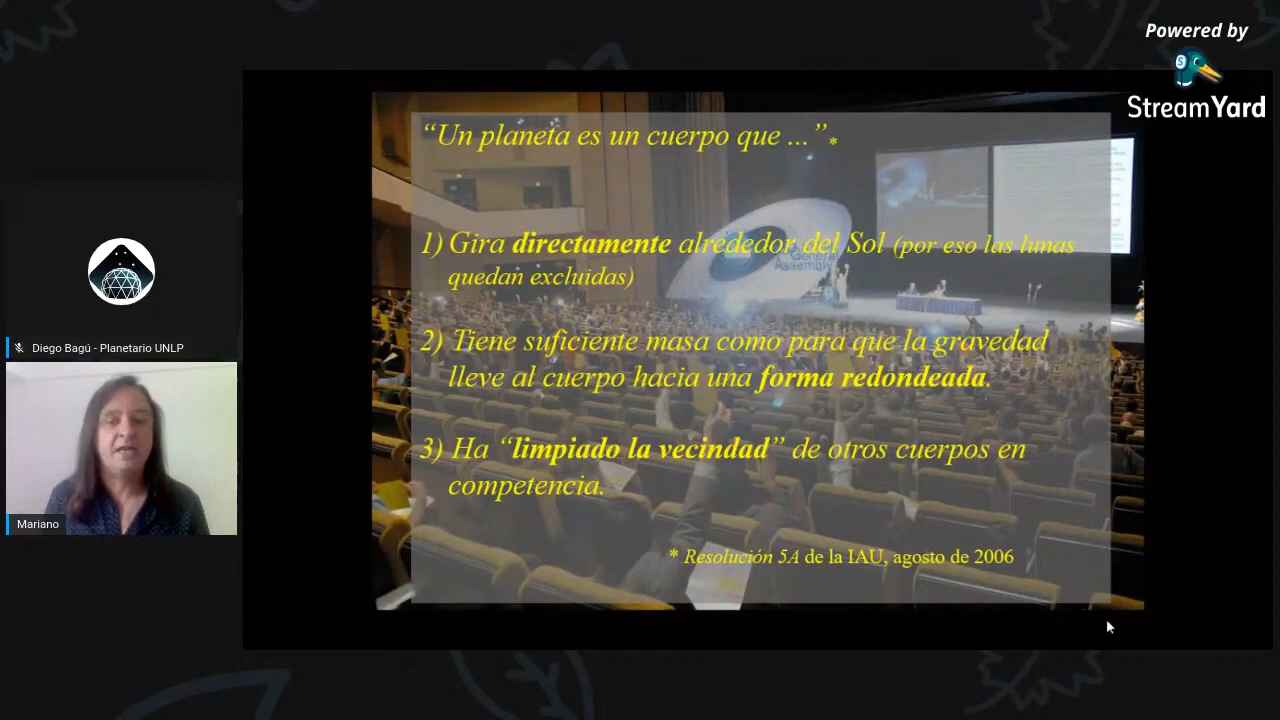 Powered by
StreamYard
“Un planeta es un cuerpo que ...”*
1) Gira directamente alrededor del Sol (por eso las lunas
quedan excluidas)
General
Assembly
2) Tiene suficiente masa como para que la gravedad
lleve al cuerpo hacia una forma redondeada.
3) Ha “limpiado la vecindad” de otros cuerpos en
competencia.
* Resolución 5A de la IAU, agosto de 2006
Diego Bagú - Planetario UNLP
Mariano